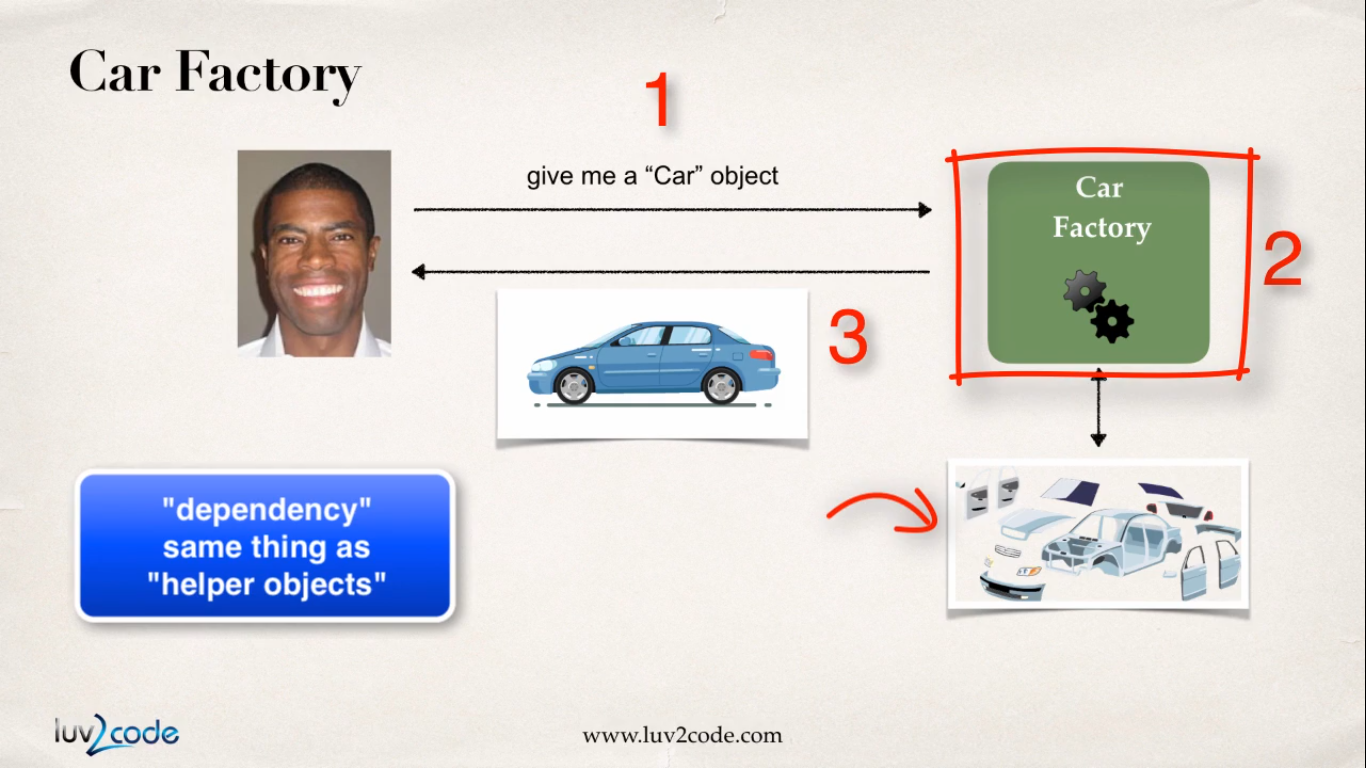 Car Factory
1
give me a “Car” object
Car
Factory
2
3
"dependency"
same thing as
"helper objects"
luv2code
www.luv2code.com